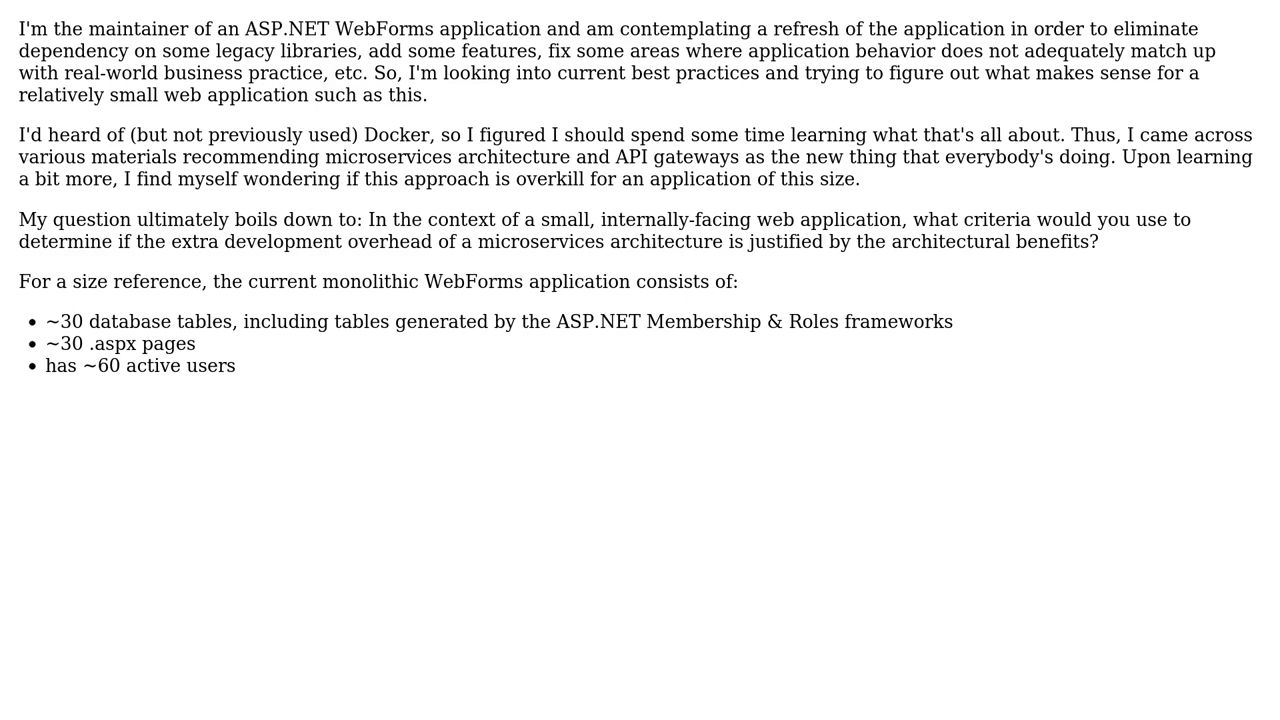 I'm the maintainer of an ASP.NET WebForms application and am contemplating a refresh of the application in order to eliminate
dependency on some legacy libraries, add some features, fix some areas where application behavior does not adequately match up
with real-world business practice, etc. So, I'm looking into current best practices and trying to figure out what makes sense for a
relatively small web application such as this.
I'd heard of (but not previously used) Docker, so I figured I should spend some time learning what that's all about. Thus, I came across
various materials recommending microservices architecture and API gateways as the new thing that everybody's doing. Upon learning
a bit more, I find myself wondering if this approach is overkill for an application of this size.
My question ultimately boils down to: In the context of a small, internally-facing web application, what criteria would you use to
determine if the extra development overhead of a microservices architecture is justified by the architectural benefits?
For a size reference, the current monolithic WebForms application consists of:
• ~30 database tables, including tables generated by the ASP.NET Membership & Roles frameworks
• ~30 .aspx pages
• has ~60 active users